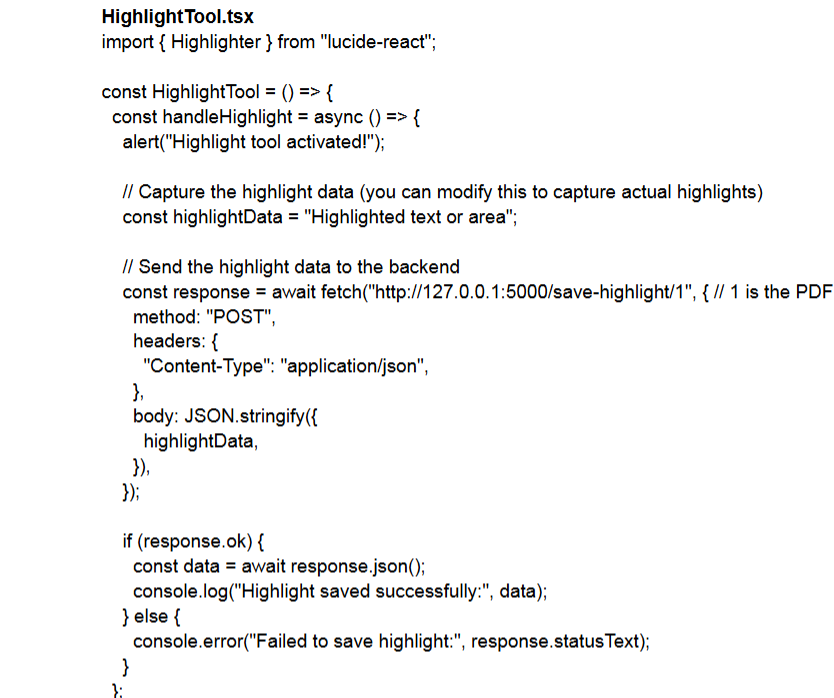 HighlightTool.tsx
import { Highlighter } from "lucide-react";
const HighlightTool = () => {
const handleHighlight = async () => {
alert("Highlight tool activated!");
// Capture the highlight data (you can modify this to capture actual highlights)
const highlightData = "Highlighted text or area";
// Send the highlight data to the backend
const response = await fetch("http://127.0.0.1:5000/save-highlight/1", { // 1 is the PDF
method: "POST",
headers: {
"Content-Type": "application/json",
},
body: JSON.stringify({
highlightData,
}),
});
if (response.ok) {
const data = await response.json();
console.log("Highlight saved successfully:", data);
} else {
console.error("Failed to save highlight:", response.statusText);
}
};